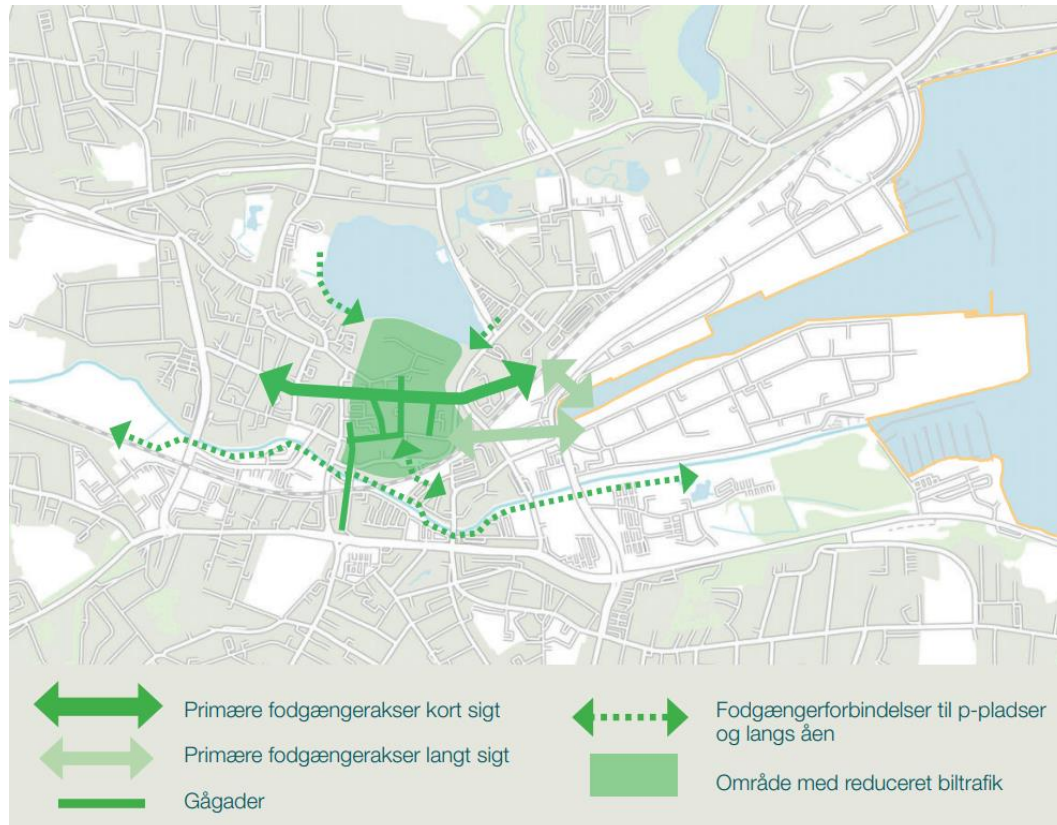 Primære fodgængerakser kort sigt
Primære fodgængerakser langt sigt
Gågader
Fodgængerforbindelser til p-pladser
og langs åen
Område med reduceret biltrafik